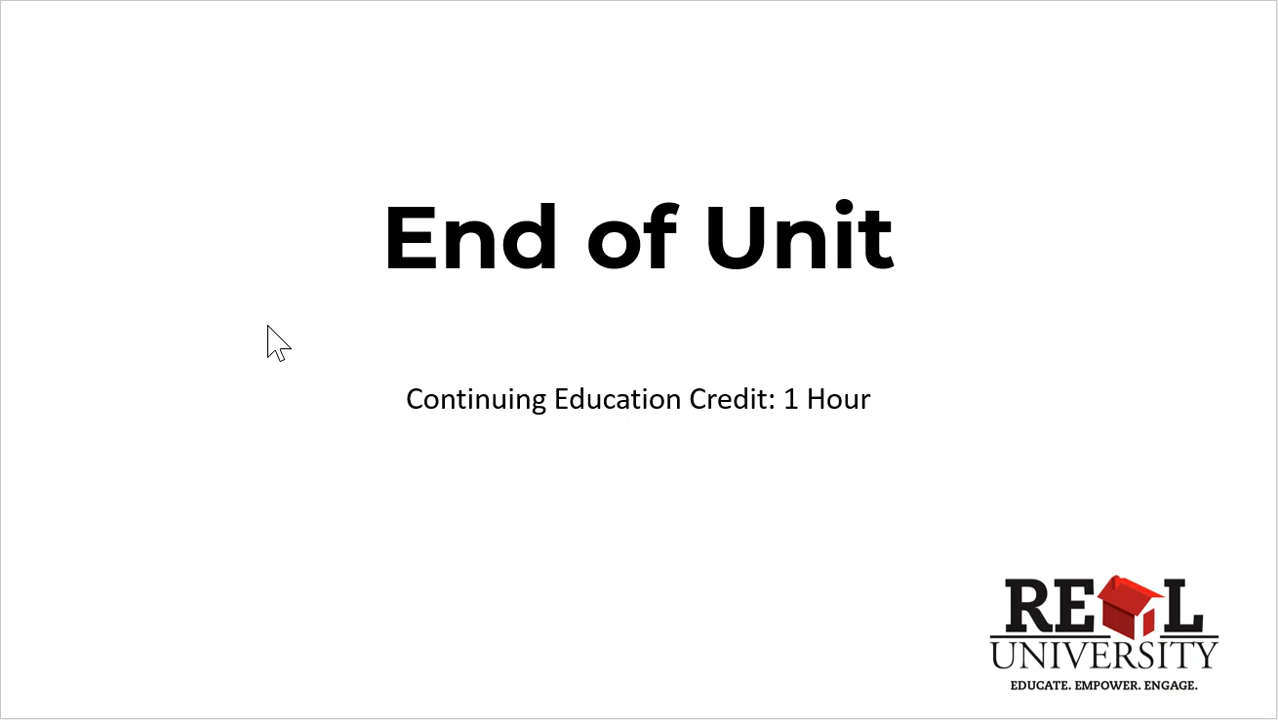 End of Unit
Continuing Education Credit: 1 Hour
REAL
UNIVERSITY
EDUCATE. EMPOWER. ENGAGE.